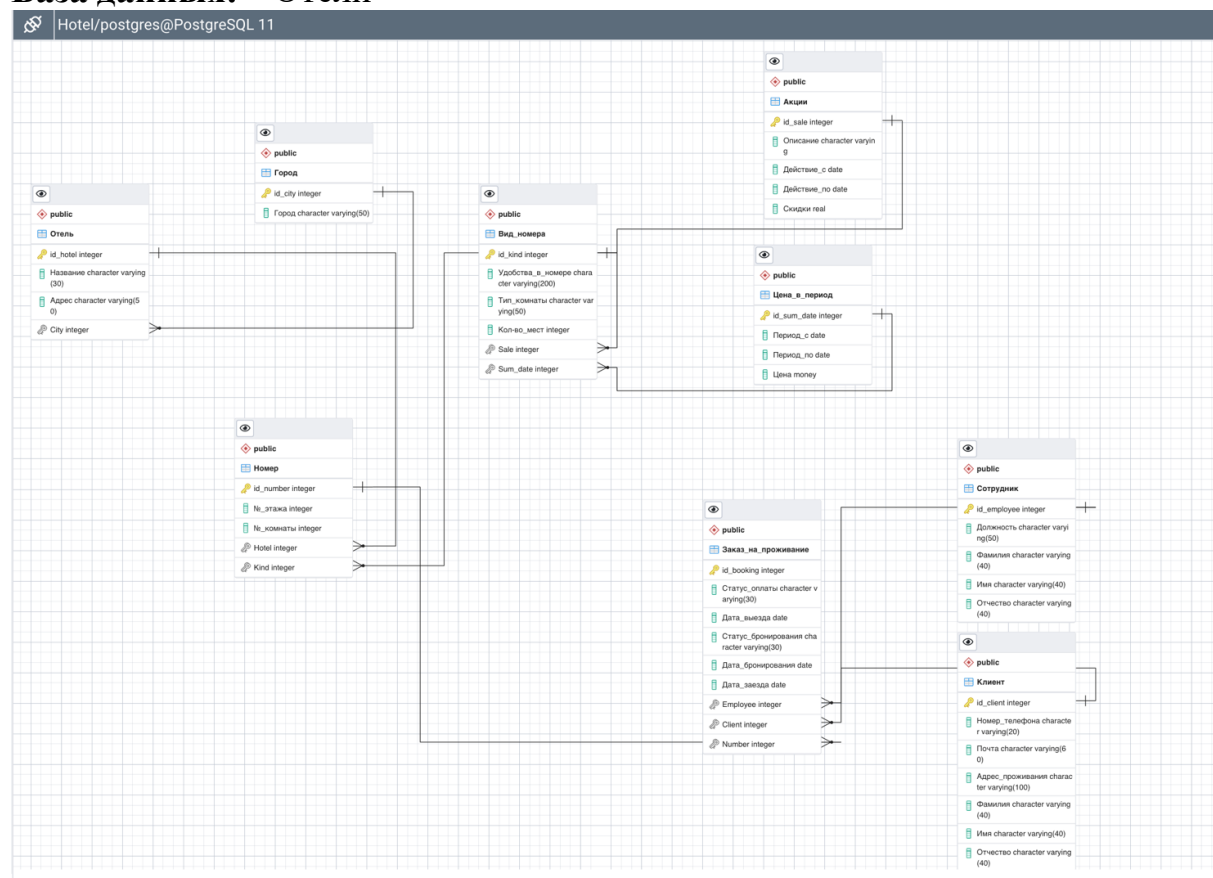 База данных: "Отели"
Hotel/postgres@PostgreSQL 11
public
Акции
id_sale integer
Описание character varyin
g
Действие_с date
Действие_по date
Скидки real
public
Город
id_city integer
Город character varying(50)
public
Отель
id_hotel integer
Название character varying
(30)
Адрес character varying(5
0)
City integer
public
Вид_номера
id_kind integer
Удобства_в_номере chara
cter varying(200)
Тип_комнаты character var
ying(50)
Кол-во_мест integer
Sale integer
Sum_date integer
public
Цена_в_период
id_sum_date integer
Период_с date
Период_по date
Цена money
public
Номер
id_number integer
№_этажа integer
№_комнаты integer
Hotel integer
Kind integer
public
Заказ_на_проживание
id_booking integer
Статус_оплаты character v
arying(30)
Дата_выезда date
Статус_бронирования cha
racter varying(30)
Дата_бронирования date
Дата_заезда date
Employee integer
Client integer
Number integer
public
Сотрудник
id_employee integer
Должность character varyi
ng(50)
Фамилия character varying
(40)
Имя character varying(40)
Отчество character varying
(40)
public
Клиент
id_client integer
Номер_телефона characte
r varying(20)
Почта character varying(6
0)
Адрес_проживания charac
ter varying(100)
Фамилия character varying
(40)
Имя character varying(40)
Отчество character varying
(40)